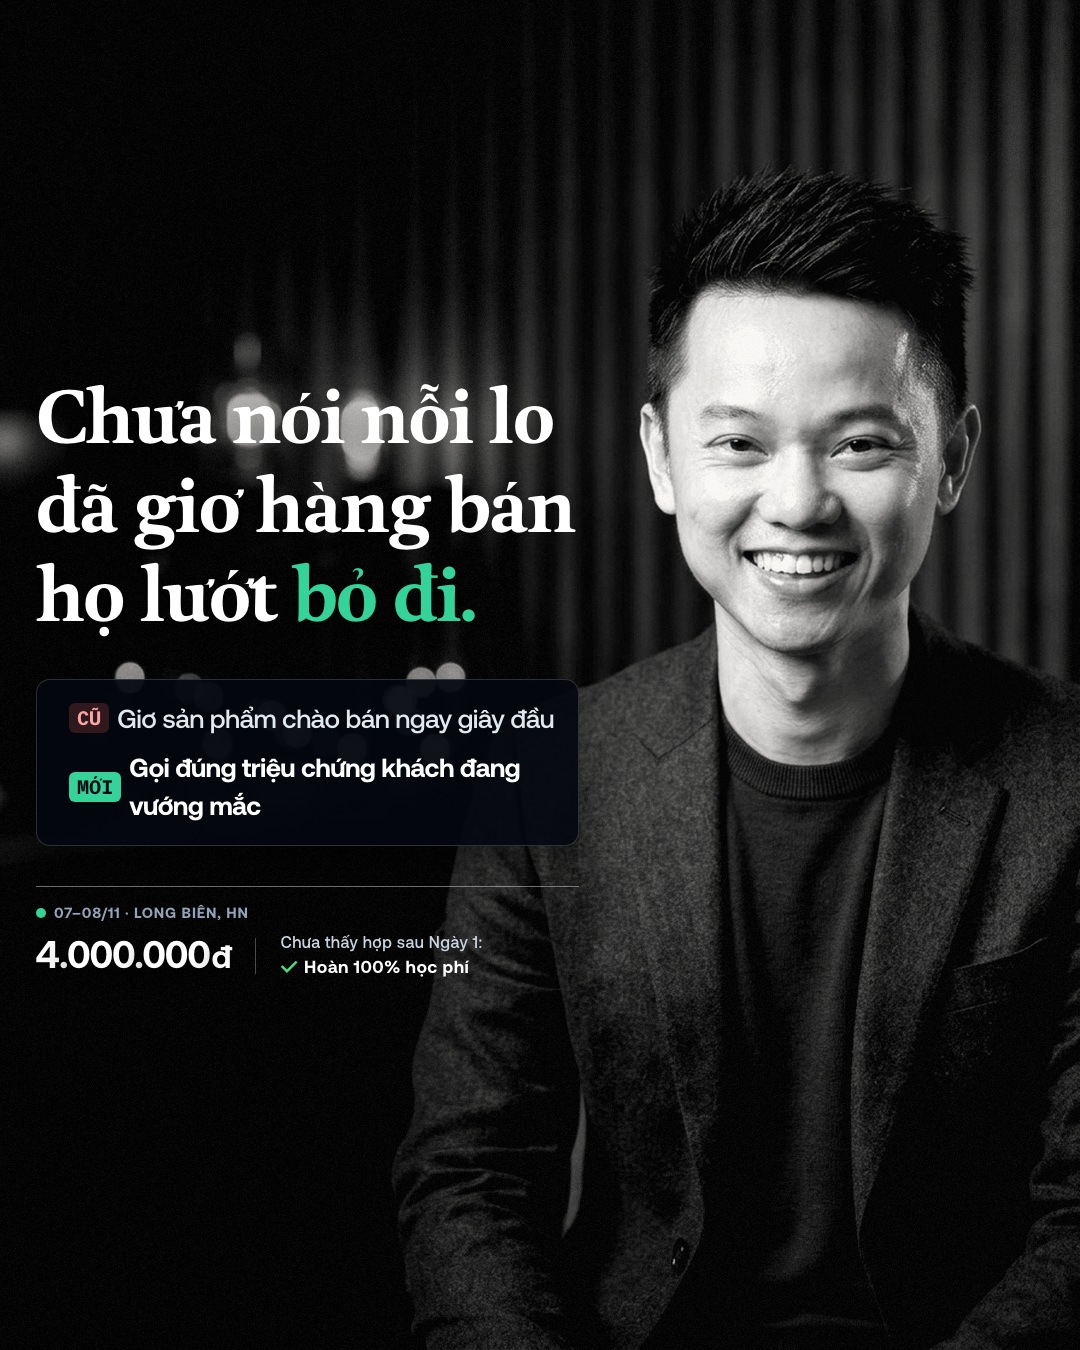 Chưa nói nỗi lo
đã giơ hàng bán
họ lướt bỏ đi.
CŨ Giơ sản phẩm chào bán ngay giây đầu
MỚI Gọi đúng triệu chứng khách đang
vướng mắc
07–08/11 · LONG BIÊN, HN
4.000.000đ
Chưa thấy hợp sau Ngày 1:
Hoàn 100% học phí